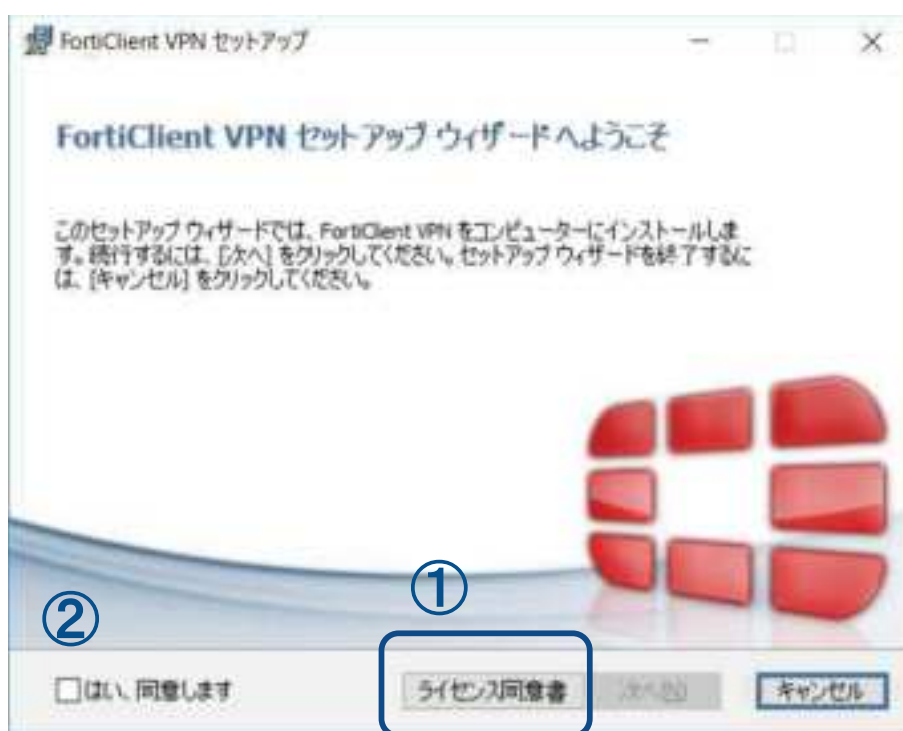 FortiClient VPN セットアップ
FortiClient VPN セットアップ ウィザードへようこそ
このセットアップ ウィザードでは、FortiClient VPN をコンピューターにインストールしま
す。続行するには、[次へ] をクリックしてください。セットアップ ウィザードを終了するに
は、[キャンセル] をクリックしてください。
①
②
はい、同意します
ライセンス同意書
次へ(N)
キャンセル